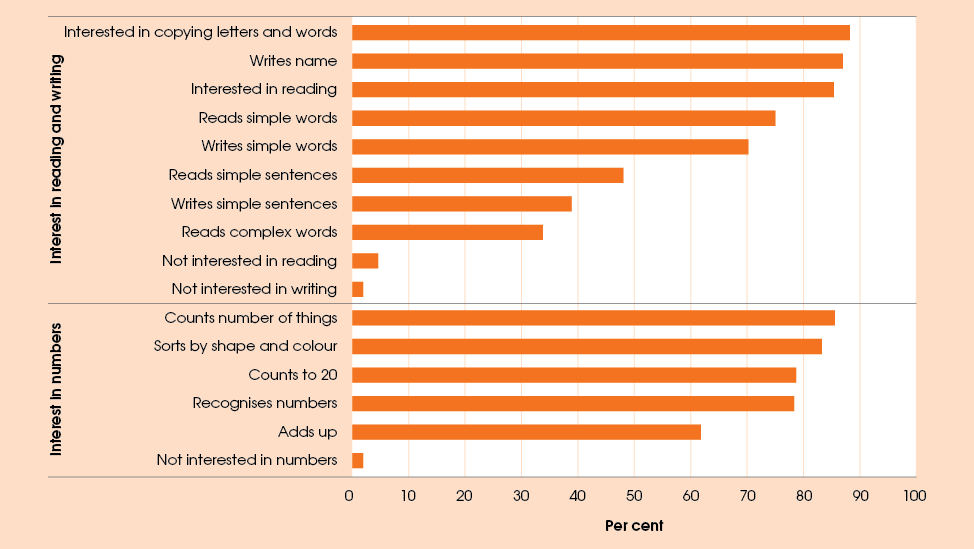 Interest in reading and writing
Interested in copying letters and words
Writes name
Interested in reading
Reads simple words
Writes simple words
Reads simple sentences
Writes simple sentences
Reads complex words
Not interested in reading
Not interested in writing
Interest in numbers
Counts number of things
Sorts by shape and colour
Counts to 20
Recognises numbers
Adds up
Not interested in numbers
0 10 20 30 40 50 60 70 80 90 100
Per cent